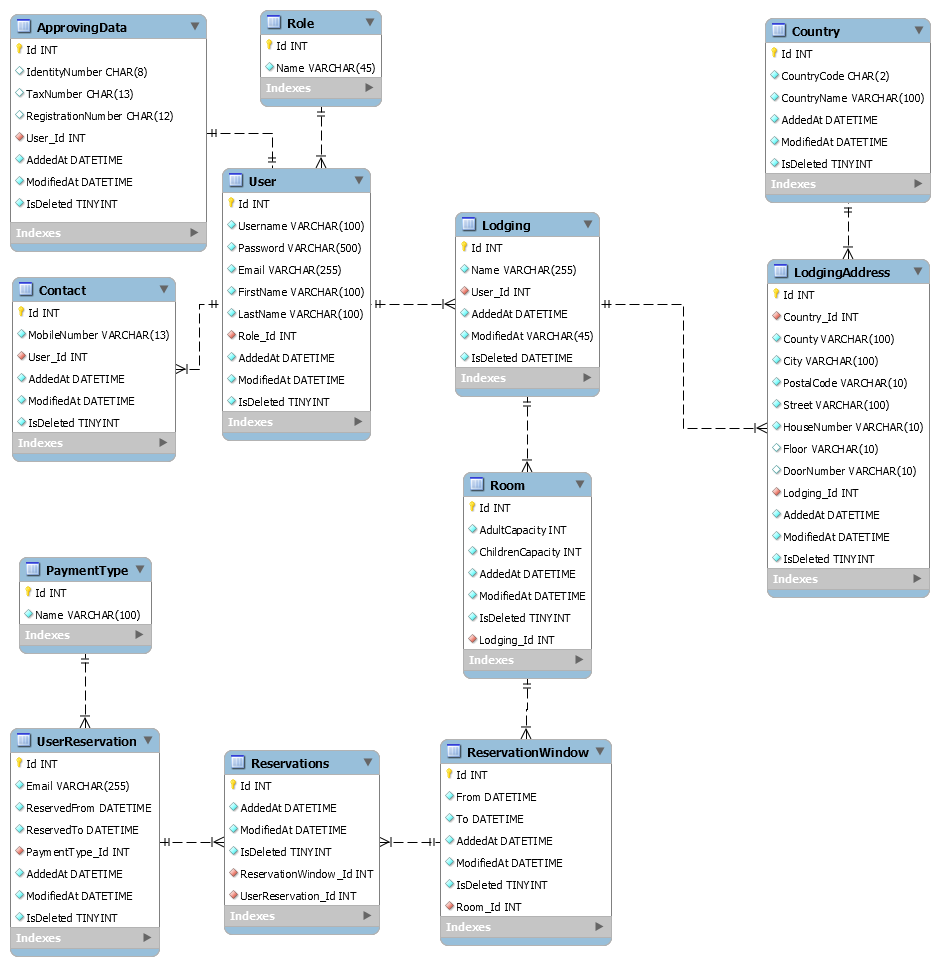 ApprovingData
Id INT
IdentityNumber CHAR(8)
TaxNumber CHAR(13)
RegistrationNumber CHAR(12)
User_Id INT
AddedAt DATETIME
ModifiedAt DATETIME
IsDeleted TINYINT
Indexes
Role
Id INT
Name VARCHAR(45)
Indexes
Country
Id INT
CountryCode CHAR(2)
CountryName VARCHAR(100)
AddedAt DATETIME
ModifiedAt DATETIME
IsDeleted TINYINT
Indexes
User
Id INT
Username VARCHAR(100)
Password VARCHAR(500)
Email VARCHAR(255)
FirstName VARCHAR(100)
LastName VARCHAR(100)
Role_Id INT
AddedAt DATETIME
ModifiedAt DATETIME
IsDeleted TINYINT
Indexes
Lodging
Id INT
Name VARCHAR(255)
User_Id INT
AddedAt DATETIME
ModifiedAt VARCHAR(45)
IsDeleted DATETIME
Indexes
LodgingAddress
Id INT
Country_Id INT
County VARCHAR(100)
City VARCHAR(100)
PostalCode VARCHAR(10)
Street VARCHAR(100)
HouseNumber VARCHAR(10)
Floor VARCHAR(10)
DoorNumber VARCHAR(10)
Lodging_Id INT
AddedAt DATETIME
ModifiedAt DATETIME
IsDeleted TINYINT
Indexes
Contact
Id INT
MobileNumber VARCHAR(13)
User_Id INT
AddedAt DATETIME
ModifiedAt DATETIME
IsDeleted TINYINT
Indexes
Room
Id INT
AdultCapacity INT
ChildrenCapacity INT
AddedAt DATETIME
ModifiedAt DATETIME
IsDeleted TINYINT
Lodging_Id INT
Indexes
PaymentType
Id INT
Name VARCHAR(100)
Indexes
UserReservation
Id INT
Email VARCHAR(255)
ReservedFrom DATETIME
ReservedTo DATETIME
PaymentType_Id INT
AddedAt DATETIME
ModifiedAt DATETIME
IsDeleted TINYINT
Indexes
Reservations
Id INT
AddedAt DATETIME
ModifiedAt DATETIME
IsDeleted TINYINT
ReservationWindow_Id INT
UserReservation_Id INT
Indexes
ReservationWindow
Id INT
From DATETIME
To DATETIME
AddedAt DATETIME
ModifiedAt DATETIME
IsDeleted TINYINT
Room_Id INT
Indexes